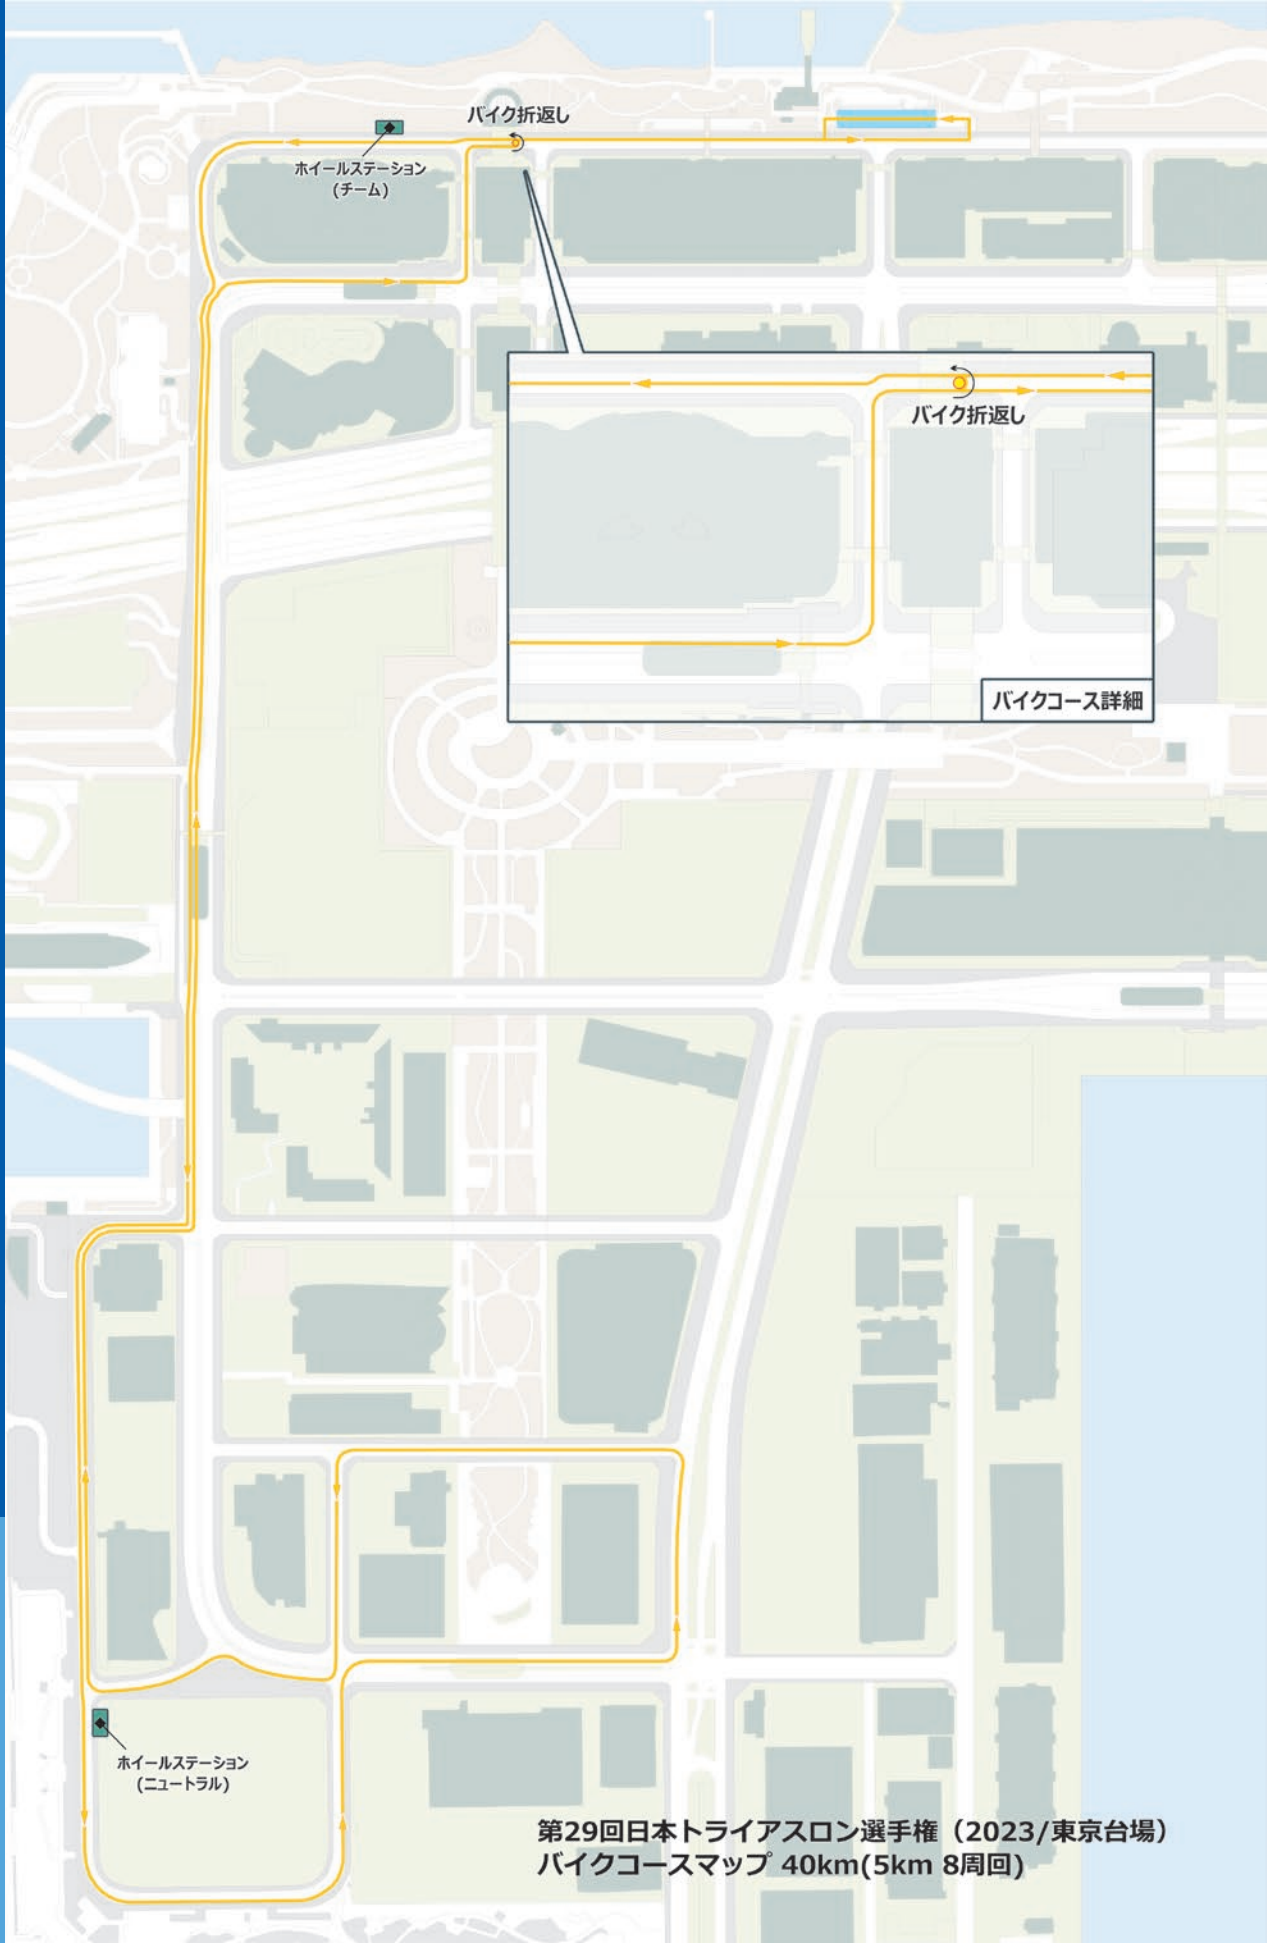 バイク折返し
ホイールステーション
(チーム)
バイク折返し
バイクコース詳細
ホイールステーション
(ニュートラル)
第29回日本トライアスロン選手権（2023/東京台場）
バイクコースマップ 40km(5km 8周回)